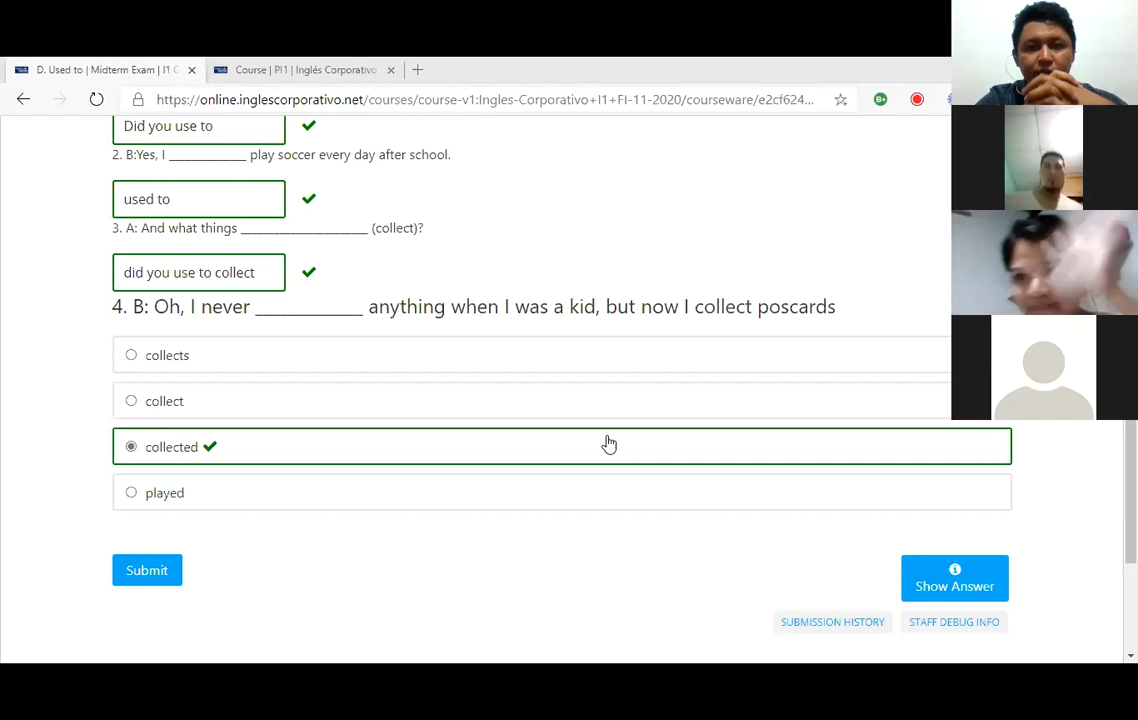 D. Used to | Midterm Exam | I1
Course | PI1 | Inglés Corporativo
https://online.inglescorporativo.net/courses/course-v1:Ingles-Corporativo+I1+FI-11-2020/courseware/e2cf624...
Did you use to
2. B:Yes, I ____________ play soccer every day after school.
used to
3. A: And what things ____________________ (collect)?
did you use to collect
4. B: Oh, I never ____________ anything when I was a kid, but now I collect poscards
collects
collect
collected
played
Submit
Show Answer
SUBMISSION HISTORY
STAFF DEBUG INFO